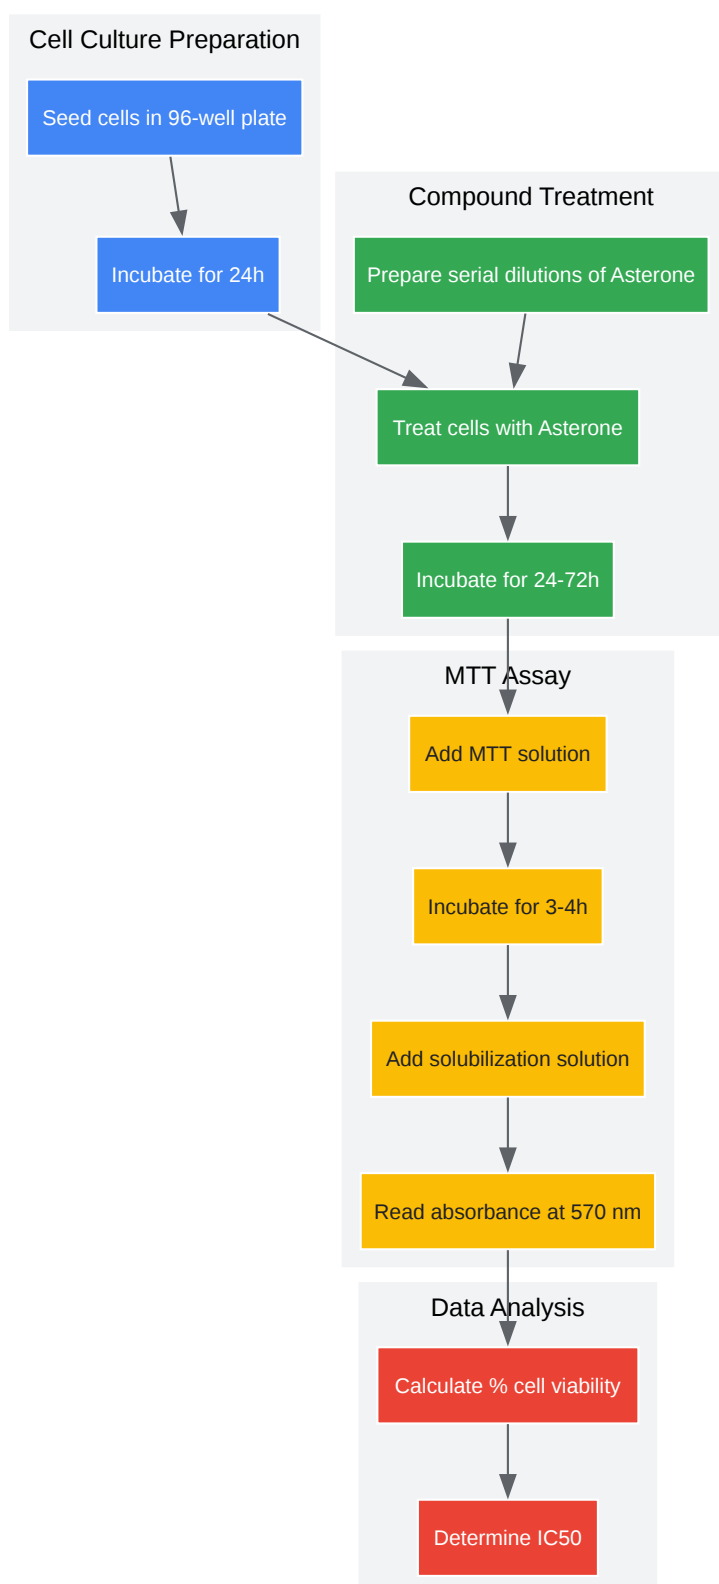 Cell Culture Preparation
Seed cells in 96-well plate
Incubate for 24h
Compound Treatment
Prepare serial dilutions of Asterone
Treat cells with Asterone
Incubate for 24-72h
MTT Assay
Add MTT solution
Incubate for 3-4h
Add solubilization solution
Read absorbance at 570 nm
Data Analysis
Calculate % cell viability
Determine IC50